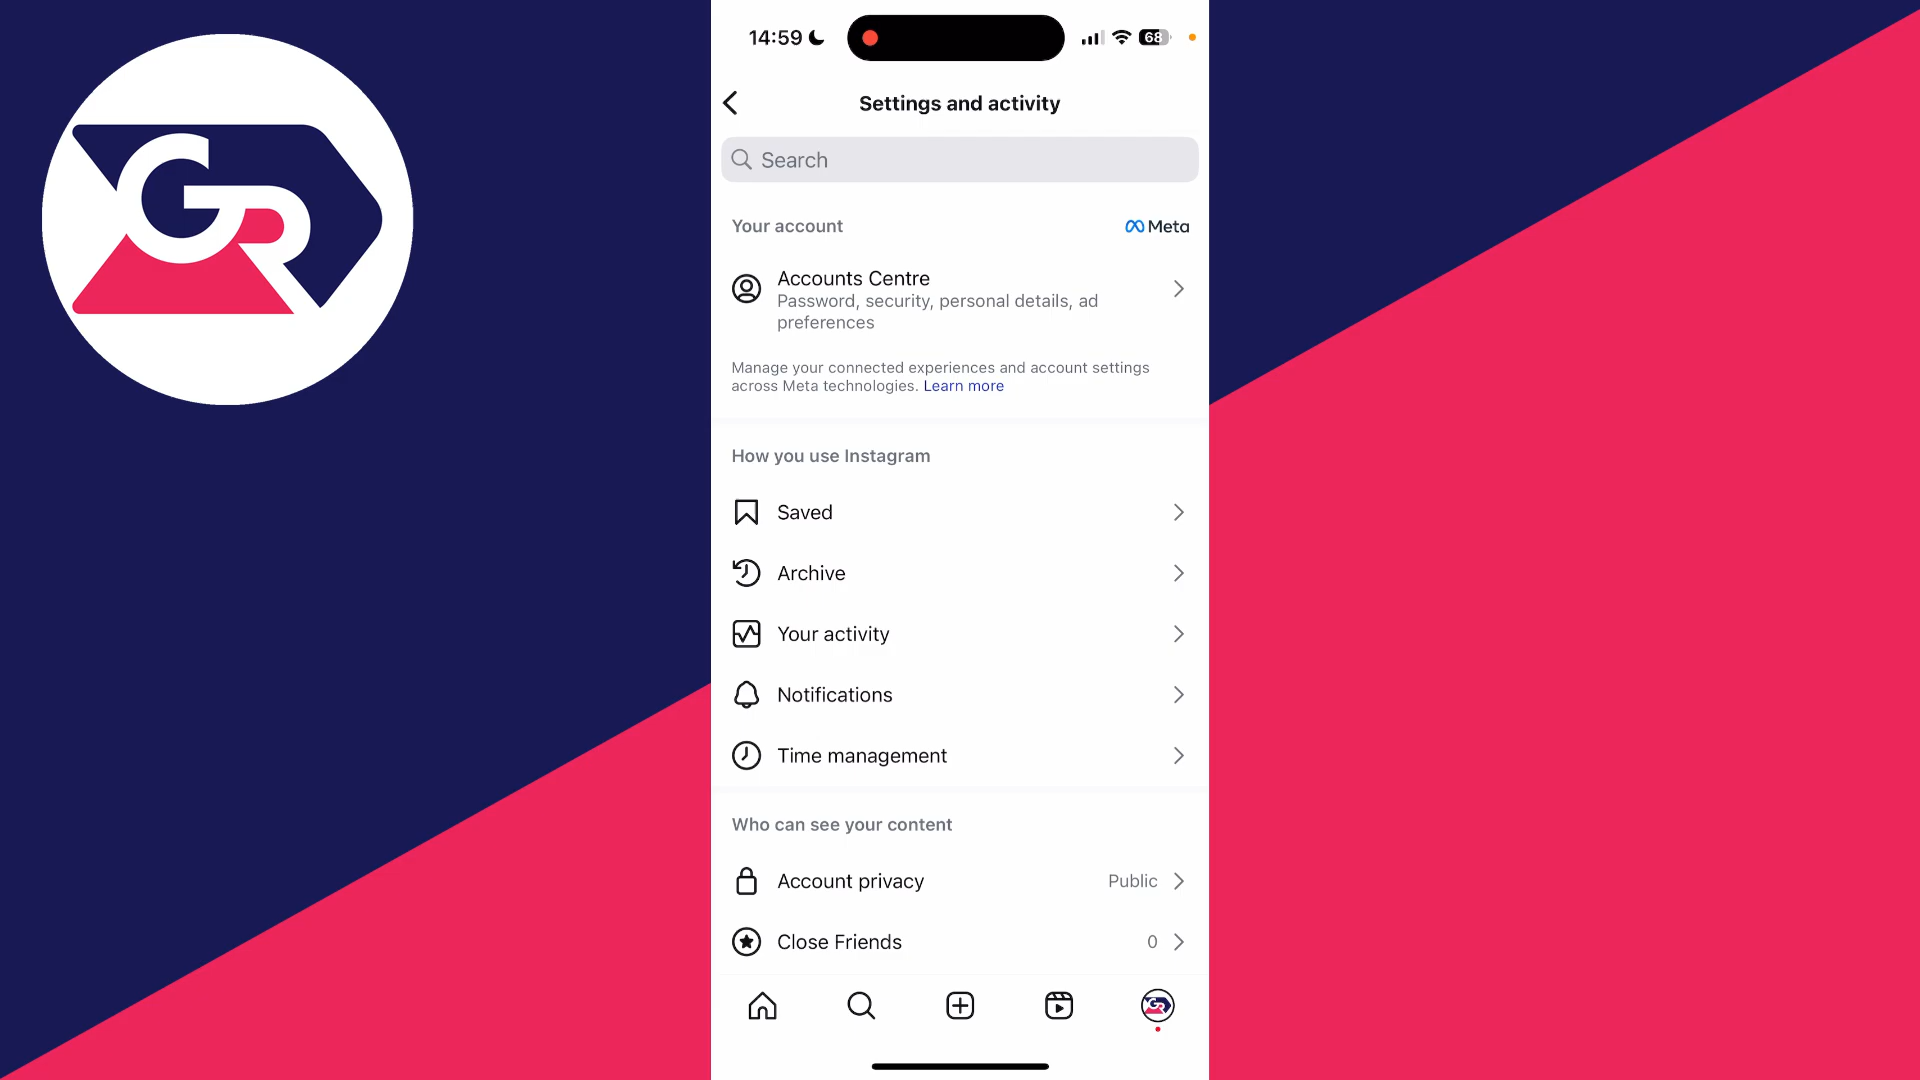 GR
14:59
68
Settings and activity
Search
Your account
Meta
Accounts Centre
Password, security, personal details, ad
preferences
Manage your connected experiences and account settings
across Meta technologies. Learn more
How you use Instagram
Saved
Archive
Your activity
Notifications
Time management
Who can see your content
Account privacy
Public
Close Friends
0
GR